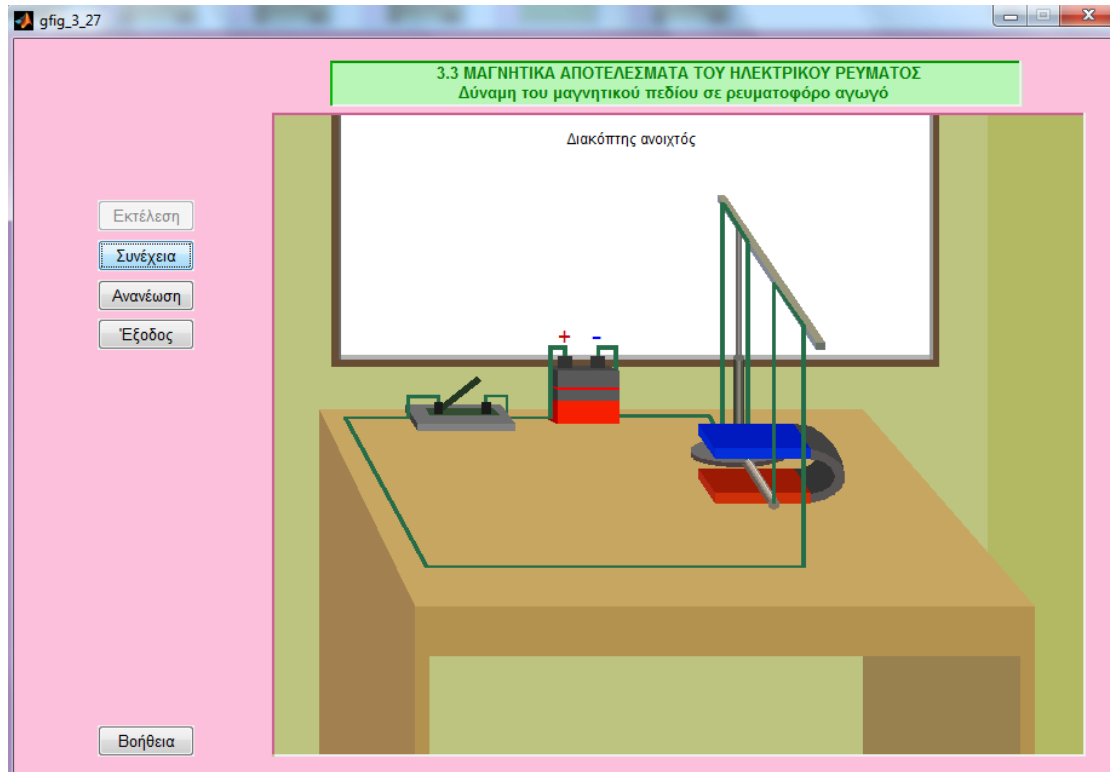 gfig_3_27
3.3 ΜΑΓΝΗΤΙΚΑ ΑΠΟΤΕΛΕΣΜΑΤΑ ΤΟΥ ΗΛΕΚΤΡΙΚΟΥ ΡΕΥΜΑΤΟΣ
Δύναμη του μαγνητικού πεδίου σε ρευματοφόρο αγωγό
Διακόπτης ανοιχτός
Εκτέλεση
Συνέχεια
Ανανέωση
Έξοδος
+ -
Βοήθεια